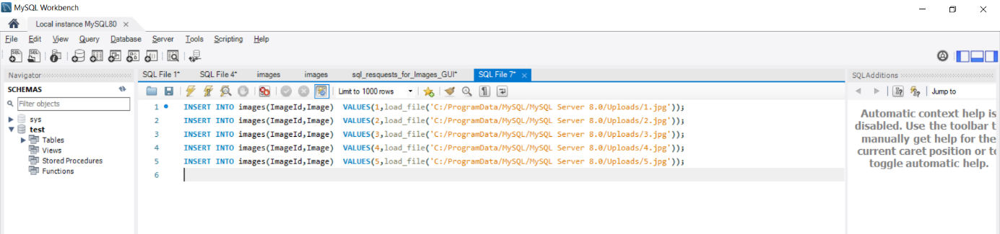 MySQL Workbench
Local instance MySQL80
File Edit View Query Database Server Tools Scripting Help
Navigator
SCHEMAS
Filter objects
sys
test
Tables
Views
Stored Procedures
Functions
SQL File 1* SQL File 4* images images sql_resquests_for_Images_GUI* SQL File 7*
Limit to 1000 rows
1 INSERT INTO images(ImageId,Image) VALUES(1,load_file('C:/ProgramData/MySQL/MySQL Server 8.0/Uploads/1.jpg'));
2 INSERT INTO images(ImageId,Image) VALUES(2,load_file('C:/ProgramData/MySQL/MySQL Server 8.0/Uploads/2.jpg'));
3 INSERT INTO images(ImageId,Image) VALUES(3,load_file('C:/ProgramData/MySQL/MySQL Server 8.0/Uploads/3.jpg'));
4 INSERT INTO images(ImageId,Image) VALUES(4,load_file('C:/ProgramData/MySQL/MySQL Server 8.0/Uploads/4.jpg'));
5 INSERT INTO images(ImageId,Image) VALUES(5,load_file('C:/ProgramData/MySQL/MySQL Server 8.0/Uploads/5.jpg'));
6
SQLAdditions
Jump to
Automatic context help is
disabled. Use the toolbar t
manually get help for the
current caret position or to
toggle automatic help.